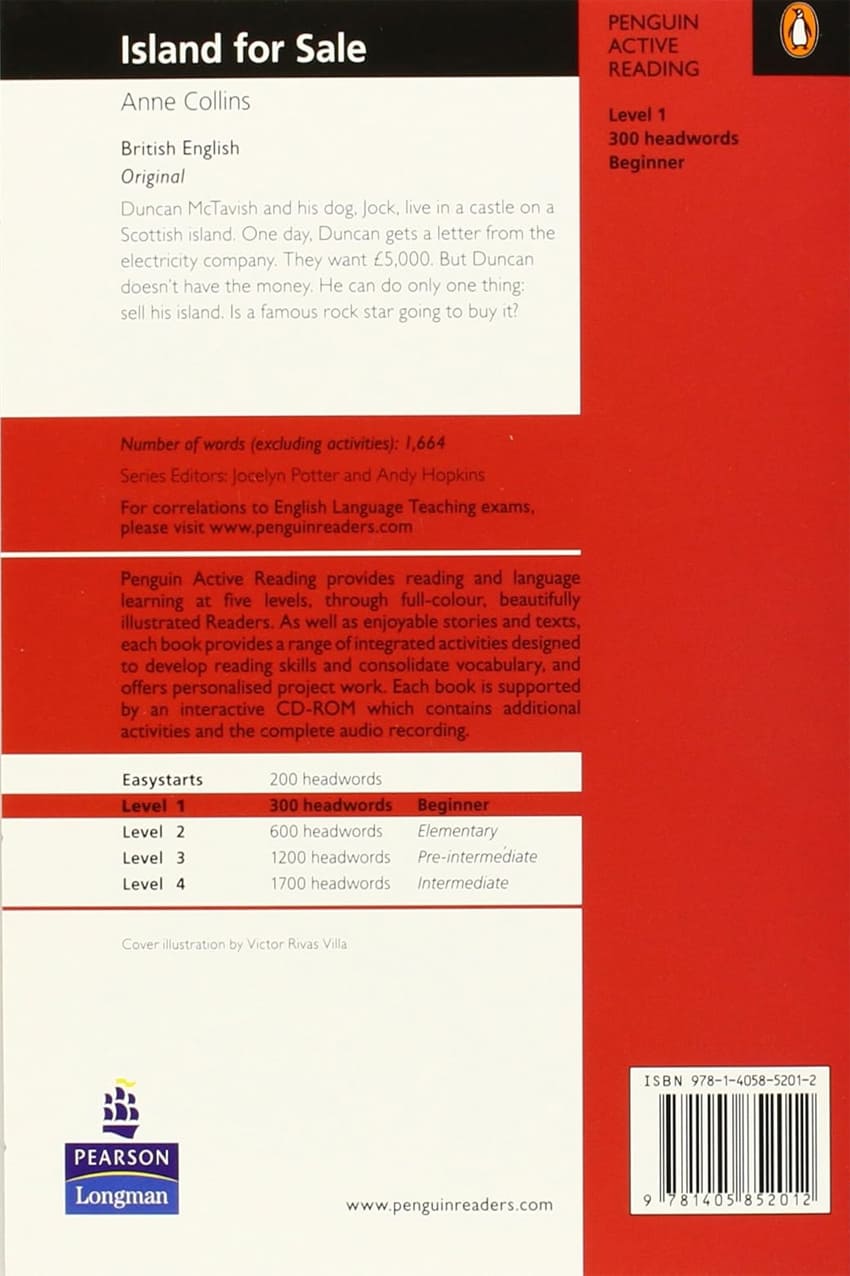 Island for Sale
Anne Collins
British English
Original
Duncan McTavish and his dog, Jock, live in a castle on a
Scottish island. One day, Duncan gets a letter from the
electricity company. They want £5,000. But Duncan
doesn't have the money. He can do only one thing:
sell his island. Is a famous rock star going to buy it?
PENGUIN
ACTIVE
READING
Level 1
300 headwords
Beginner
Number of words (excluding activities): 1,664
Series Editors: Jocelyn Potter and Andy Hopkins
For correlations to English Language Teaching exams,
please visit www.penguinreaders.com
Penguin Active Reading provides reading and language
learning at five levels, through full-colour, beautifully
illustrated Readers. As well as enjoyable stories and texts,
each book provides a range of integrated activities designed
to develop reading skills and consolidate vocabulary, and
offers personalised project work. Each book is supported
by an interactive CD-ROM which contains additional
activities and the complete audio recording.
Easystarts 200 headwords
Level 1 300 headwords Beginner
Level 2 600 headwords Elementary
Level 3 1200 headwords Pre-intermediate
Level 4 1700 headwords Intermediate
Cover illustration by Victor Rivas Villa
PEARSON
Longman
www.penguinreaders.com
ISBN 978-1-4058-5201-2
9 781405 852012